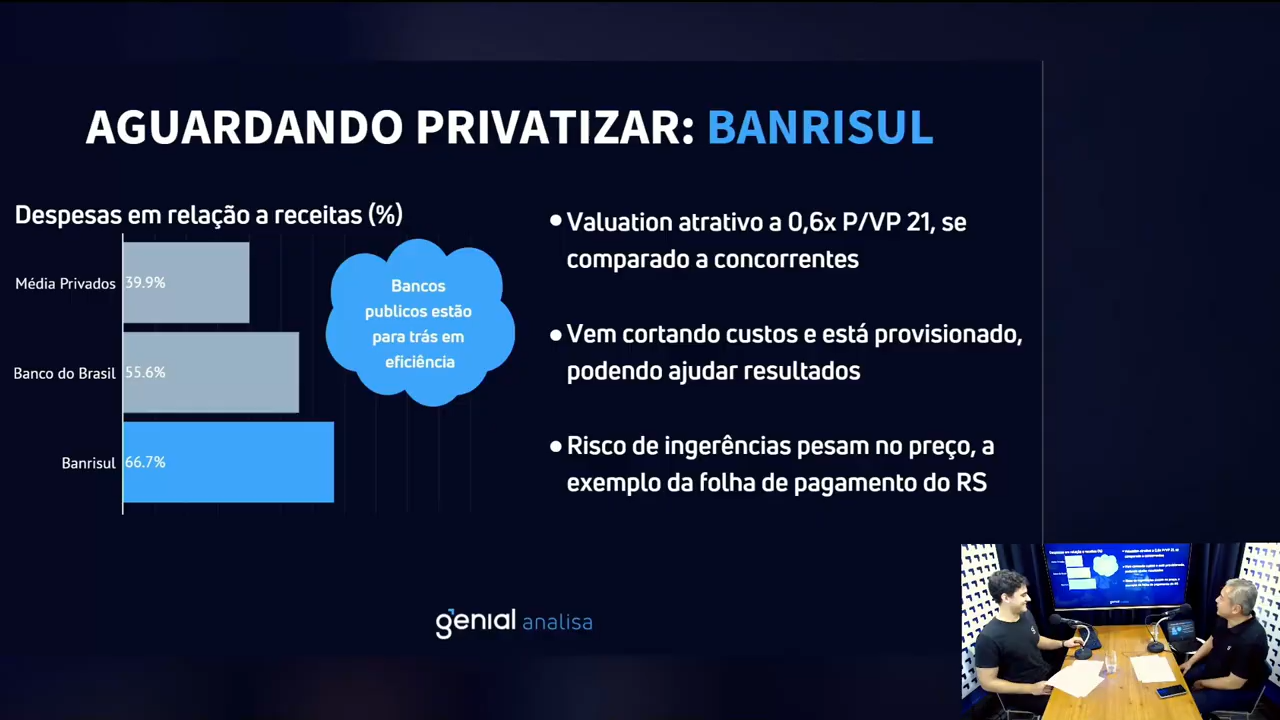 AGUARDANDO PRIVATIZAR: BANRISUL
Despesas em relação a receitas (%)
Média Privados 39.9%
Banco do Brasil 55.6%
Banrisul 66.7%
Bancos
publicos estão
para trás em
eficiência
• Valuation atrativo a 0,6x P/VP 21, se
comparado a concorrentes
• Vem cortando custos e está provisionado,
podendo ajudar resultados
• Risco de ingerências pesam no preço, a
exemplo da folha de pagamento do RS
genial analisa